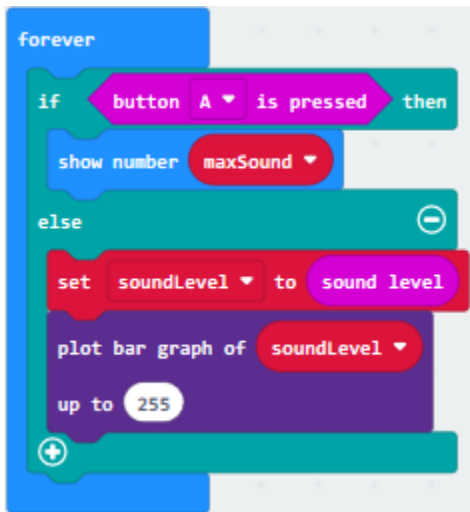 forever
if button A is pressed then
show number maxSound
else
set soundLevel to sound level
plot bar graph of soundLevel
up to 255